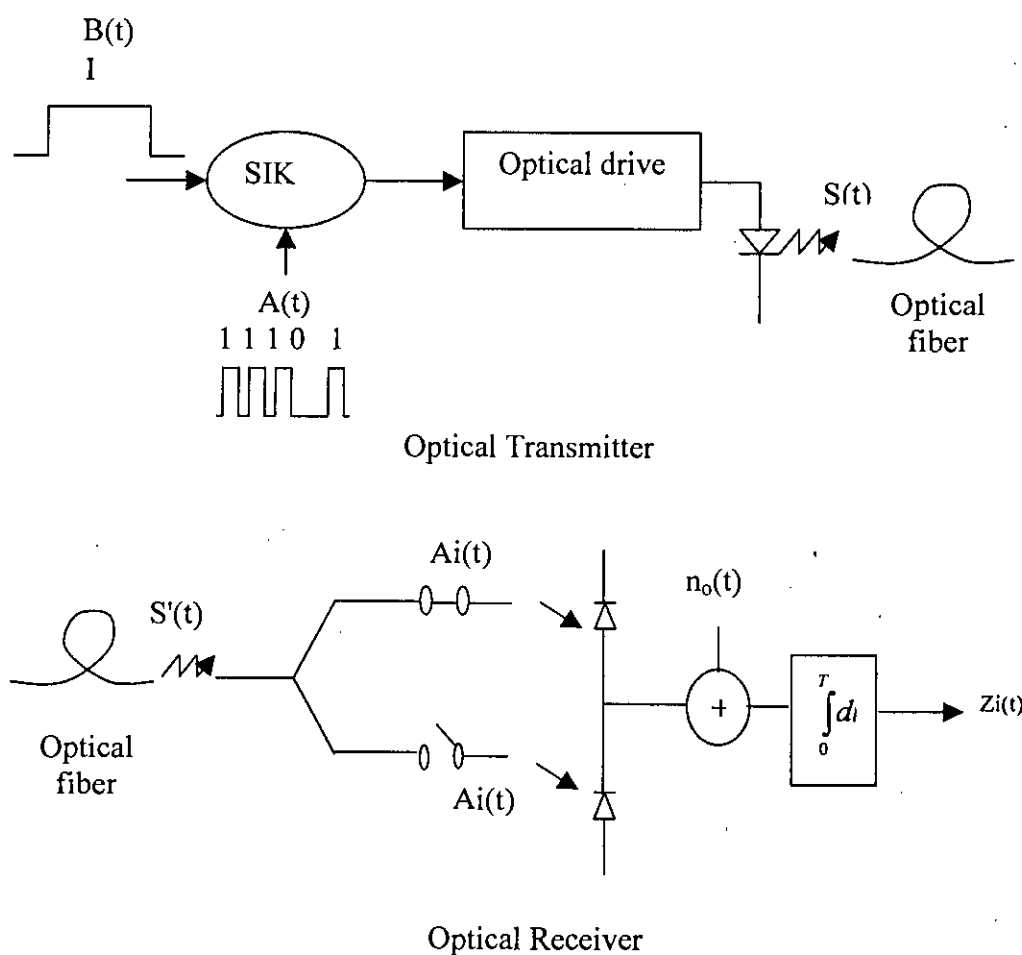 B(t)
I
SIK
Optical drive
S(t)
A(t)
1 1 1 0 1
Optical
fiber
Optical Transmitter
Ai(t)
n₀(t)
S'(t)
+
T
∫dt
0
Zi(t)
Optical
fiber
Ai(t)
Optical Receiver